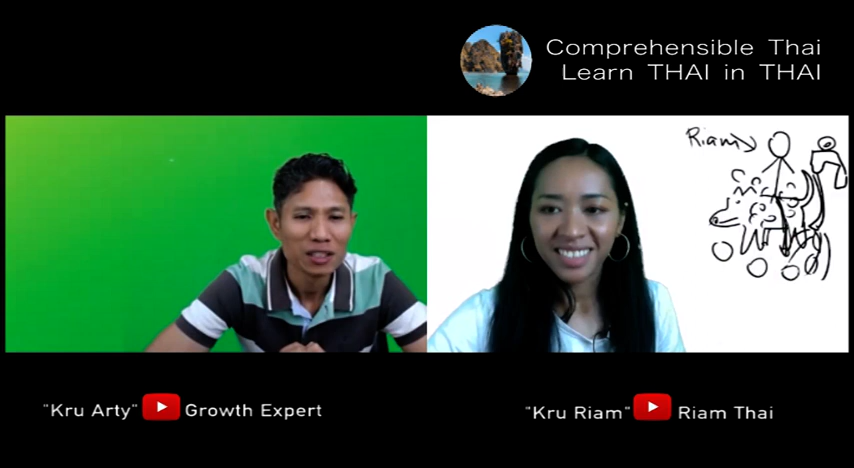 Comprehensible Thai
Learn THAI in THAI
Riam
"Kru Arty" Growth Expert
"Kru Riam" Riam Thai